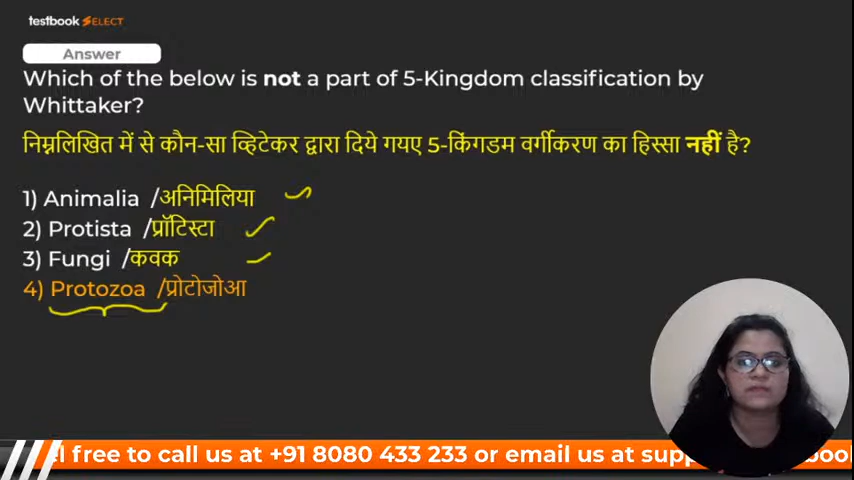 testbook SELECT
Answer
Which of the below is not a part of 5-Kingdom classification by
Whittaker?
निम्नलिखित में से कौन-सा व्हिटेकर द्वारा दिये गयए 5-किंगडम वर्गीकरण का हिस्सा नहीं है?
1) Animalia /अनिमिलिया
2) Protista /प्रॉटिस्टा
3) Fungi /कवक
4) Protozoa /प्रोटोजोआ
free to call us at +91 8080 433 233 or email us at